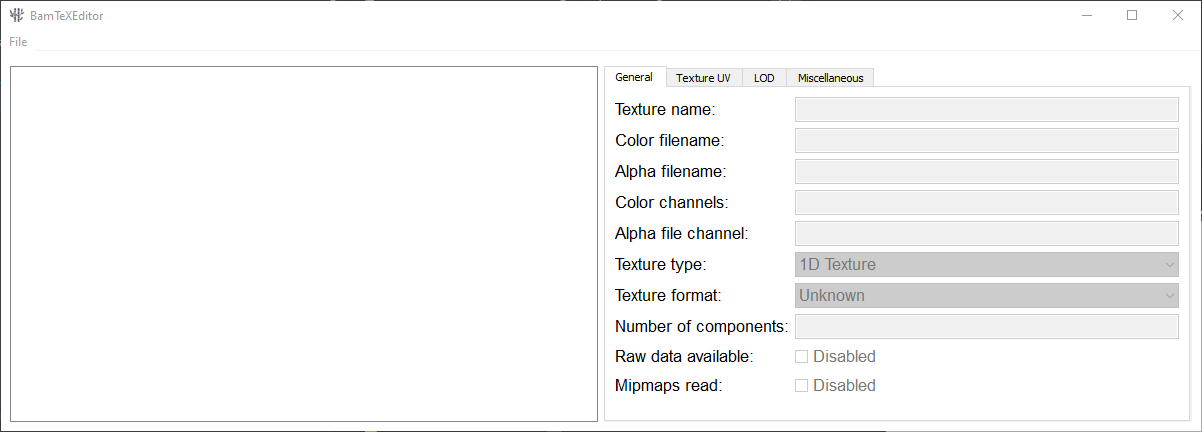 BamTeXEditor
File
General Texture UV LOD Miscellaneous
Texture name:
Color filename:
Alpha filename:
Color channels:
Alpha file channel:
Texture type: 1D Texture
Texture format: Unknown
Number of components:
Raw data available: Disabled
Mipmaps read: Disabled